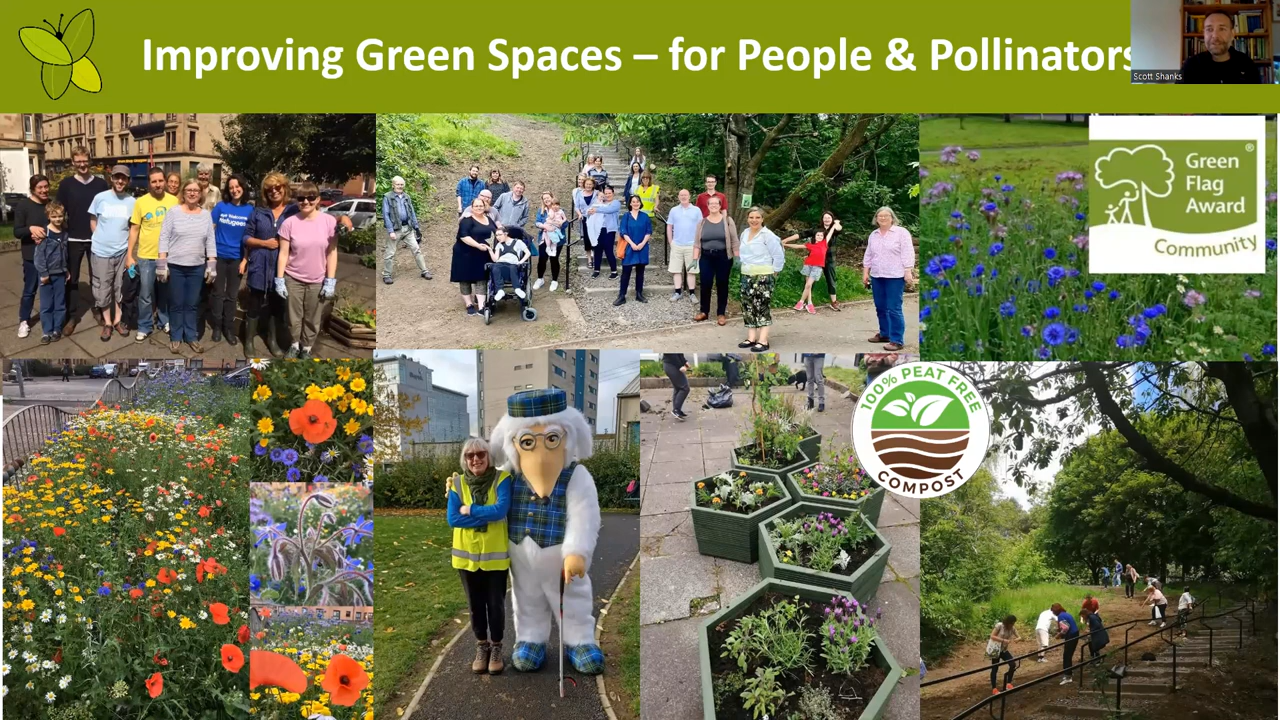 Improving Green Spaces – for People & Pollinators
Scott Shanks
Green
Flag
Award
®
Community
refugees
100% PEAT FREE
COMPOST